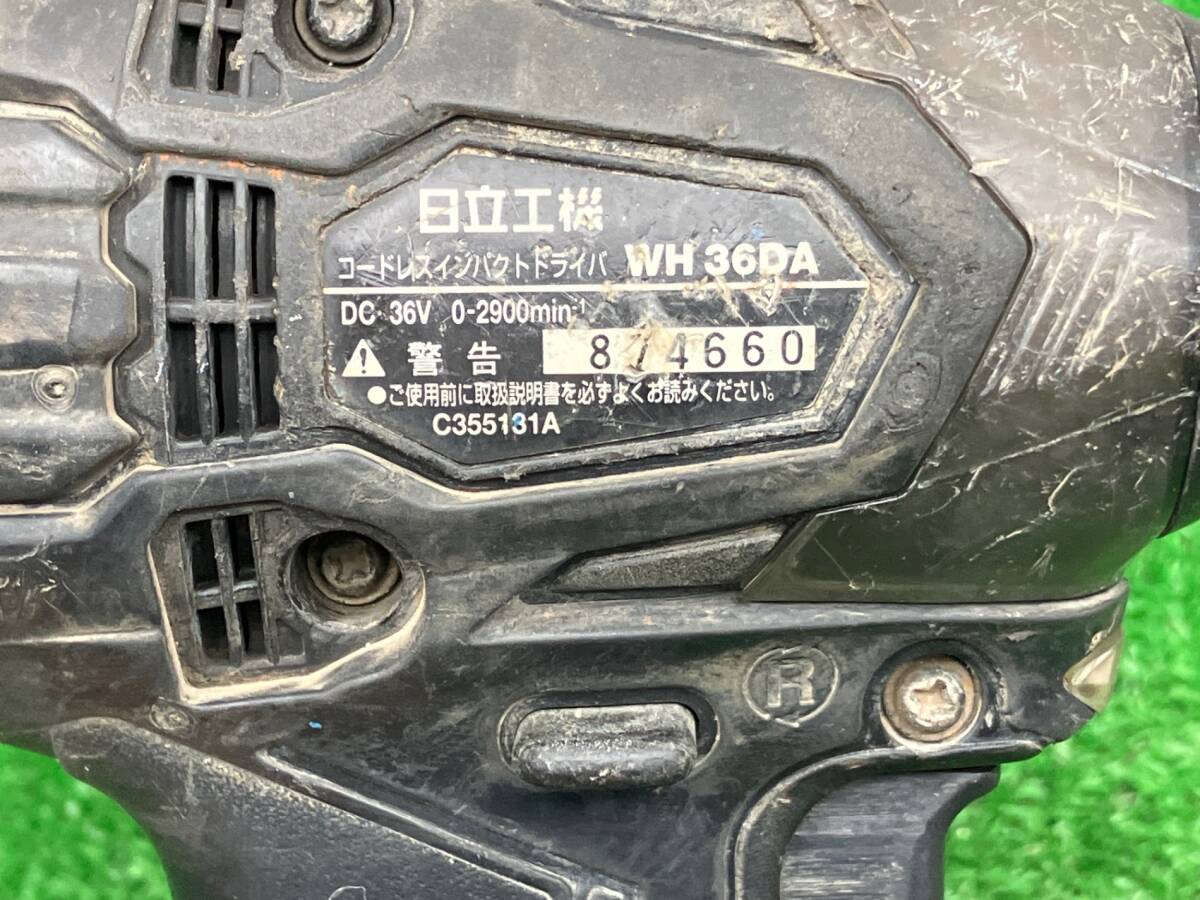 日立工機
コードレスインパクトドライバ WH 36DA
DC 36V 0-2900min⁻¹
警告
●ご使用前に取扱説明書を必ずよくお読みください。
C355131A
R